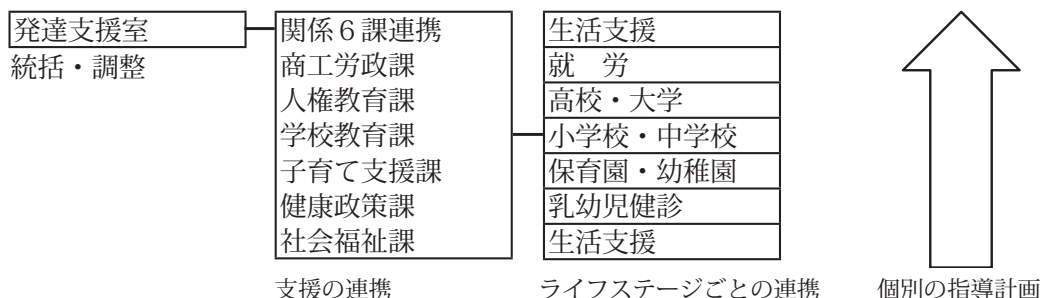 発達支援室
統括・調整
関係６課連携
商工労政課
人権教育課
学校教育課
子育て支援課
健康政策課
社会福祉課
支援の連携
生活支援
就　労
高校・大学
小学校・中学校
保育園・幼稚園
乳幼児健診
生活支援
ライフステージごとの連携
個別の指導計画